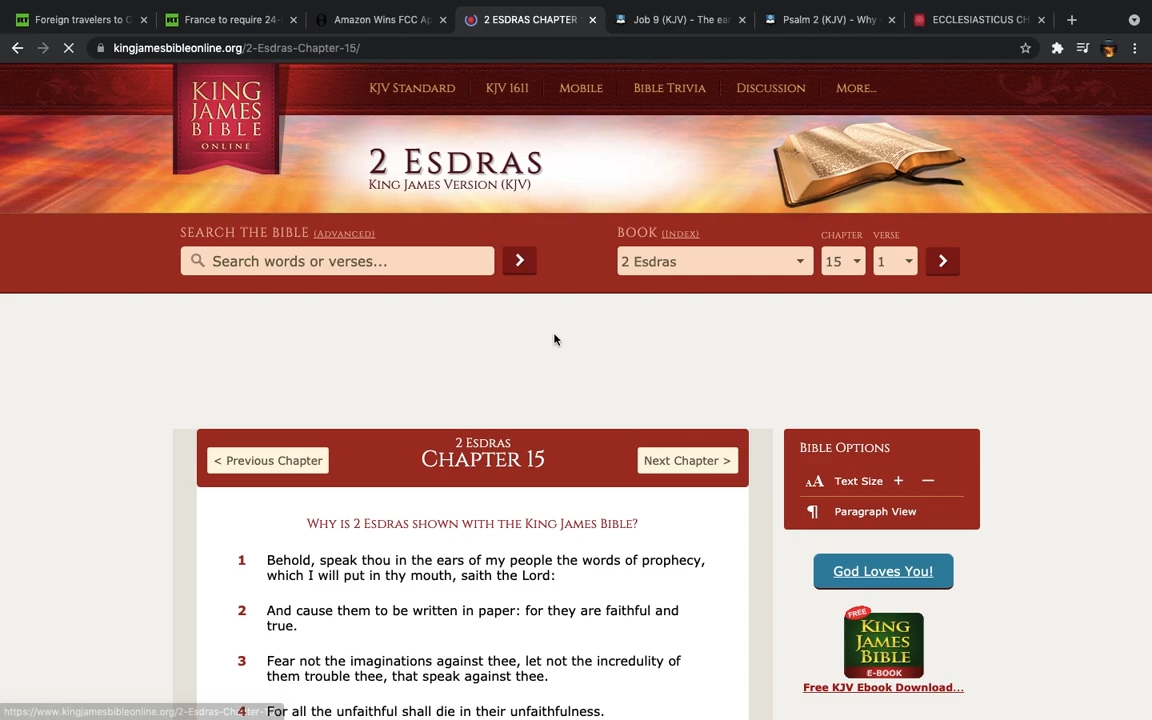 Foreign travelers to C
France to require 24-
Amazon Wins FCC Ap
2 ESDRAS CHAPTER
Job 9 (KJV) - The ear
Psalm 2 (KJV) - Why
ECCLESIASTICUS CH
kingjamesbibleonline.org/2-Esdras-Chapter-15/
KING
JAMES
BIBLE
ONLINE
KJV STANDARD
KJV 1611
MOBILE
BIBLE TRIVIA
DISCUSSION
MORE...
2 ESDRAS
KING JAMES VERSION (KJV)
SEARCH THE BIBLE (ADVANCED)
Search words or verses...
BOOK (INDEX)
CHAPTER
VERSE
2 Esdras
15
1
< Previous Chapter
2 ESDRAS
CHAPTER 15
Next Chapter >
WHY IS 2 ESDRAS SHOWN WITH THE KING JAMES BIBLE?
1 Behold, speak thou in the ears of my people the words of prophecy,
which I will put in thy mouth, saith the Lord:
2 And cause them to be written in paper: for they are faithful and
true.
3 Fear not the imaginations against thee, let not the incredulity of
them trouble thee, that speak against thee.
4 For all the unfaithful shall die in their unfaithfulness.
BIBLE OPTIONS
AA Text Size + —
¶ Paragraph View
God Loves You!
FREE
KING
JAMES
BIBLE
E-BOOK
Free KJV Ebook Download...
https://www.kingjamesbibleonline.org/2-Esdras-Chapter-